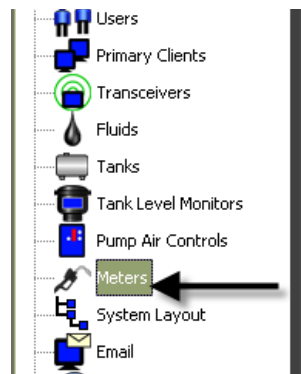 Users
Primary Clients
Transceivers
Fluids
Tanks
Tank Level Monitors
Pump Air Controls
Meters
System Layout
Email